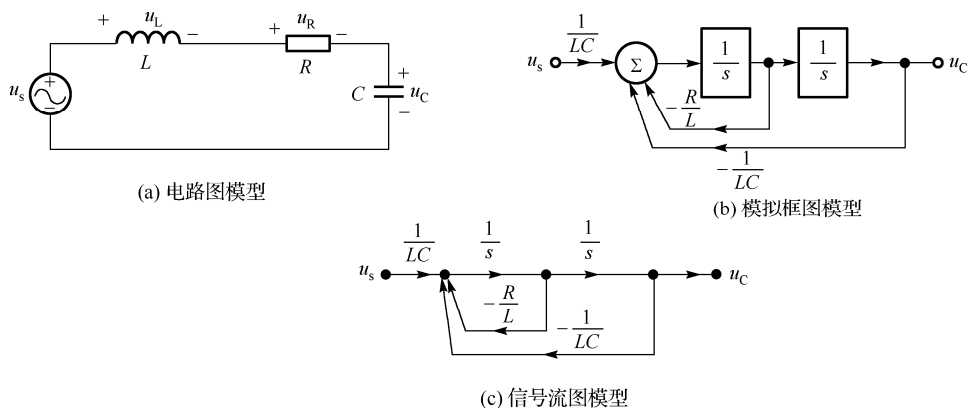 + u_L −
L
+ u_R −
R
u_s
+
−
C
+
u_C
−
(a) 电路图模型
u_s
1/LC
Σ
1/s
1/s
u_C
−R/L
−1/LC
(b) 模拟框图模型
u_s
1/LC
1/s
1/s
u_C
−R/L
−1/LC
(c) 信号流图模型